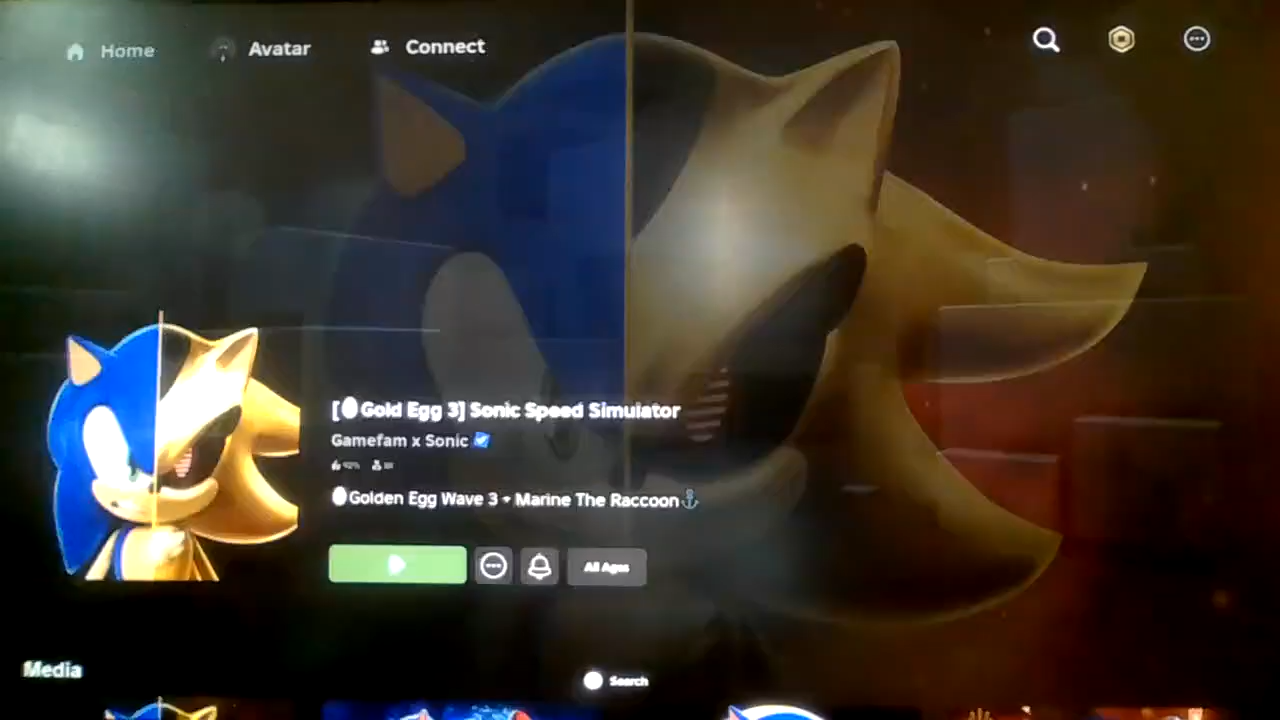 Home
Avatar
Connect
[🥚Gold Egg 3] Sonic Speed Simulator
Gamefam x Sonic
🥚Golden Egg Wave 3 + Marine The Raccoon⚓
All Ages
Media
Search